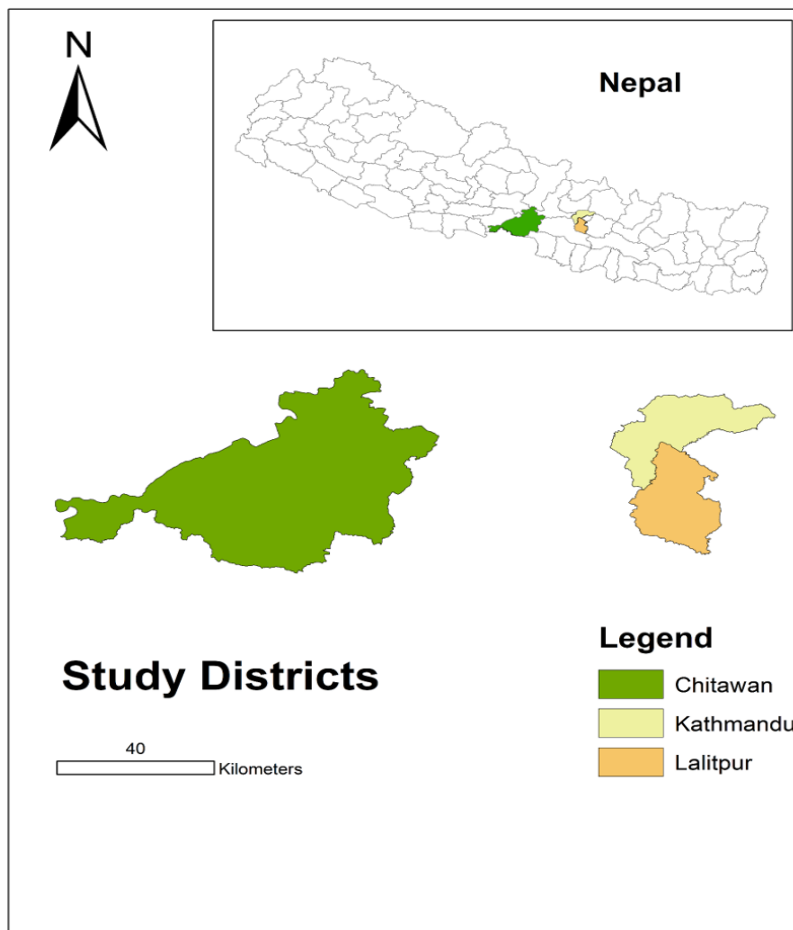 N
Nepal
Study Districts
40
Kilometers
Legend
Chitawan
Kathmandu
Lalitpur